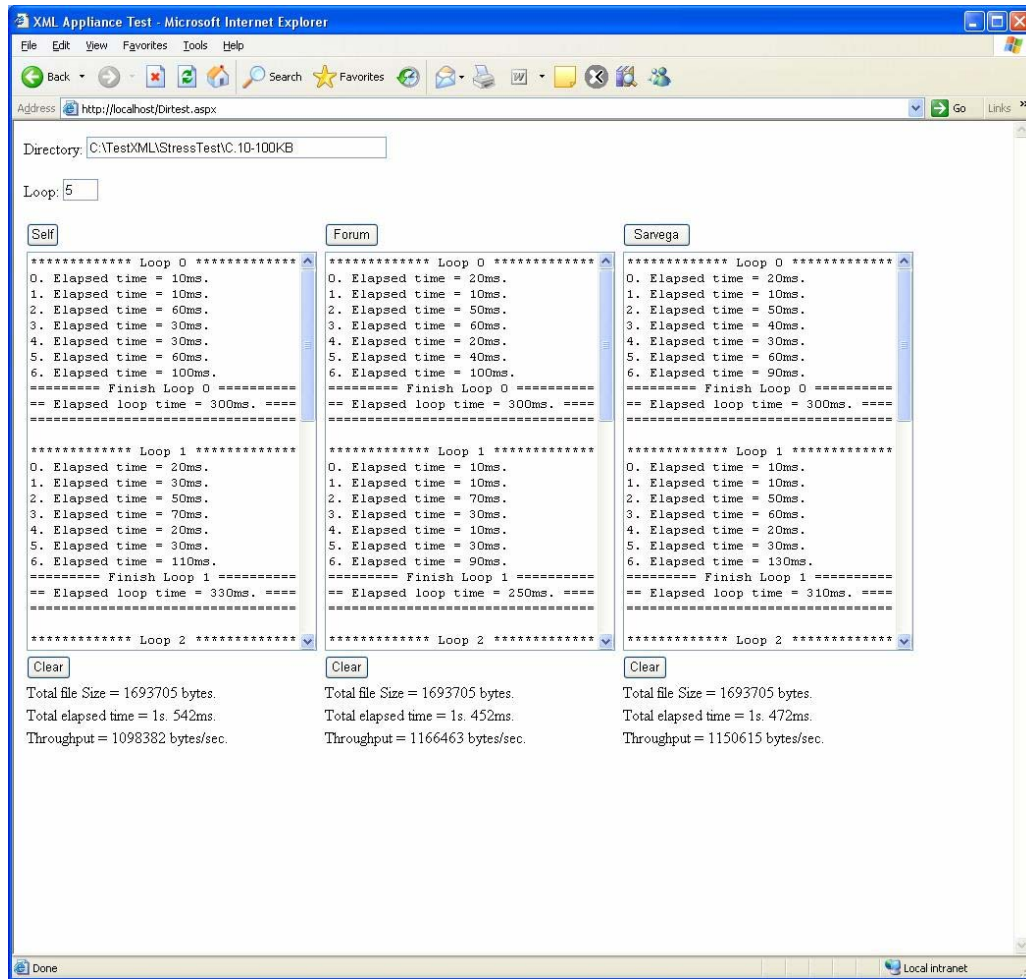 XML Appliance Test - Microsoft Internet Explorer
File Edit View Favorites Tools Help
Back Search Favorites
Address http://localhost/Dirtest.aspx Go Links »
Directory: C:\TestXML\StressTest\C.10-100KB
Loop: 5
Self
************* Loop 0 *************
0. Elapsed time = 10ms.
1. Elapsed time = 10ms.
2. Elapsed time = 60ms.
3. Elapsed time = 30ms.
4. Elapsed time = 30ms.
5. Elapsed time = 60ms.
6. Elapsed time = 100ms.
========= Finish Loop 0 ==========
== Elapsed loop time = 300ms. ====
==================================
************* Loop 1 *************
0. Elapsed time = 20ms.
1. Elapsed time = 30ms.
2. Elapsed time = 50ms.
3. Elapsed time = 70ms.
4. Elapsed time = 20ms.
5. Elapsed time = 30ms.
6. Elapsed time = 110ms.
========= Finish Loop 1 ==========
== Elapsed loop time = 330ms. ====
==================================
************* Loop 2 *************
Clear
Total file Size = 1693705 bytes.
Total elapsed time = 1s. 542ms.
Throughput = 1098382 bytes/sec.
Forum
************* Loop 0 *************
0. Elapsed time = 20ms.
1. Elapsed time = 10ms.
2. Elapsed time = 50ms.
3. Elapsed time = 60ms.
4. Elapsed time = 20ms.
5. Elapsed time = 40ms.
6. Elapsed time = 100ms.
========= Finish Loop 0 ==========
== Elapsed loop time = 300ms. ====
==================================
************* Loop 1 *************
0. Elapsed time = 10ms.
1. Elapsed time = 10ms.
2. Elapsed time = 70ms.
3. Elapsed time = 30ms.
4. Elapsed time = 10ms.
5. Elapsed time = 30ms.
6. Elapsed time = 90ms.
========= Finish Loop 1 ==========
== Elapsed loop time = 250ms. ====
==================================
************* Loop 2 *************
Clear
Total file Size = 1693705 bytes.
Total elapsed time = 1s. 452ms.
Throughput = 1166463 bytes/sec.
Sarvega
************* Loop 0 *************
0. Elapsed time = 20ms.
1. Elapsed time = 10ms.
2. Elapsed time = 50ms.
3. Elapsed time = 40ms.
4. Elapsed time = 30ms.
5. Elapsed time = 60ms.
6. Elapsed time = 90ms.
========= Finish Loop 0 ==========
== Elapsed loop time = 300ms. ====
==================================
************* Loop 1 *************
0. Elapsed time = 10ms.
1. Elapsed time = 10ms.
2. Elapsed time = 50ms.
3. Elapsed time = 60ms.
4. Elapsed time = 20ms.
5. Elapsed time = 30ms.
6. Elapsed time = 130ms.
========= Finish Loop 1 ==========
== Elapsed loop time = 310ms. ====
==================================
************* Loop 2 *************
Clear
Total file Size = 1693705 bytes.
Total elapsed time = 1s. 472ms.
Throughput = 1150615 bytes/sec.
Done
Local intranet